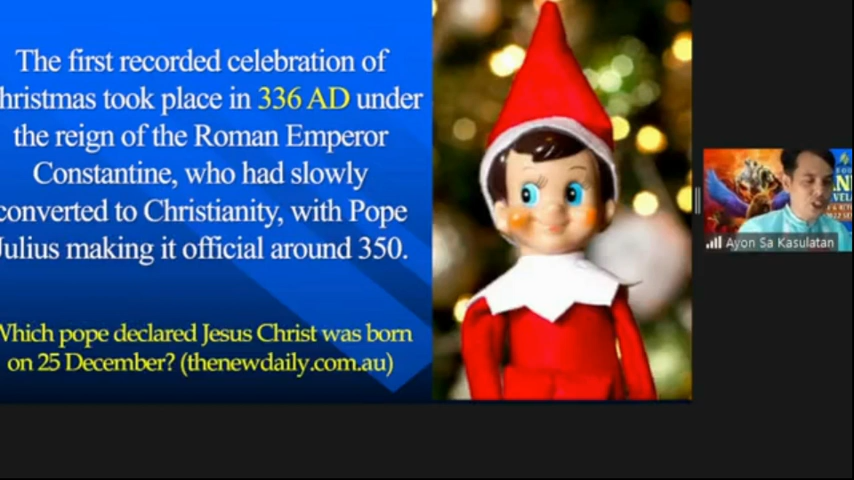 The first recorded celebration of
hristmas took place in 336 AD under
the reign of the Roman Emperor
Constantine, who had slowly
converted to Christianity, with Pope
Julius making it official around 350.
Which pope declared Jesus Christ was born
on 25 December? (thenewdaily.com.au)
Ayon Sa Kasulatan